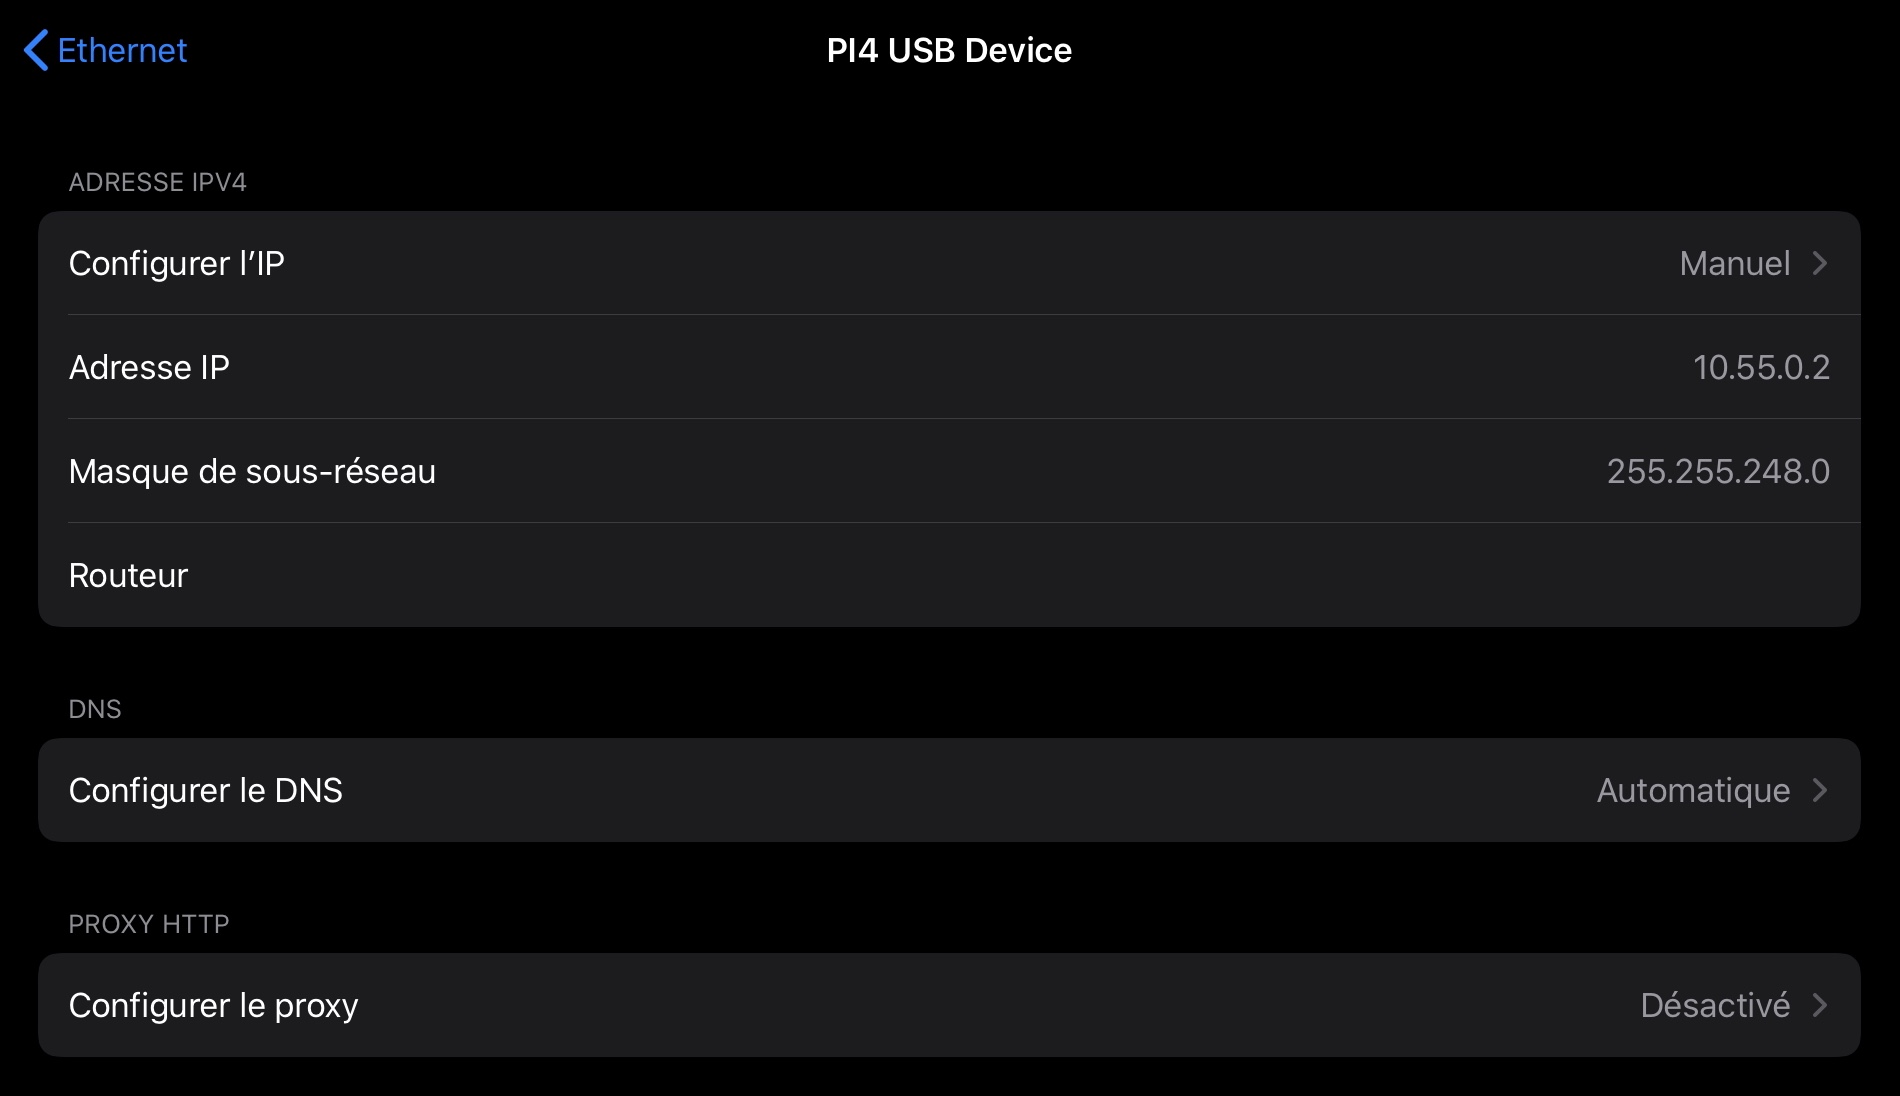 Ethernet
PI4 USB Device
ADRESSE IPV4
Configurer l’IP Manuel
Adresse IP 10.55.0.2
Masque de sous-réseau 255.255.248.0
Routeur
DNS
Configurer le DNS Automatique
PROXY HTTP
Configurer le proxy Désactivé